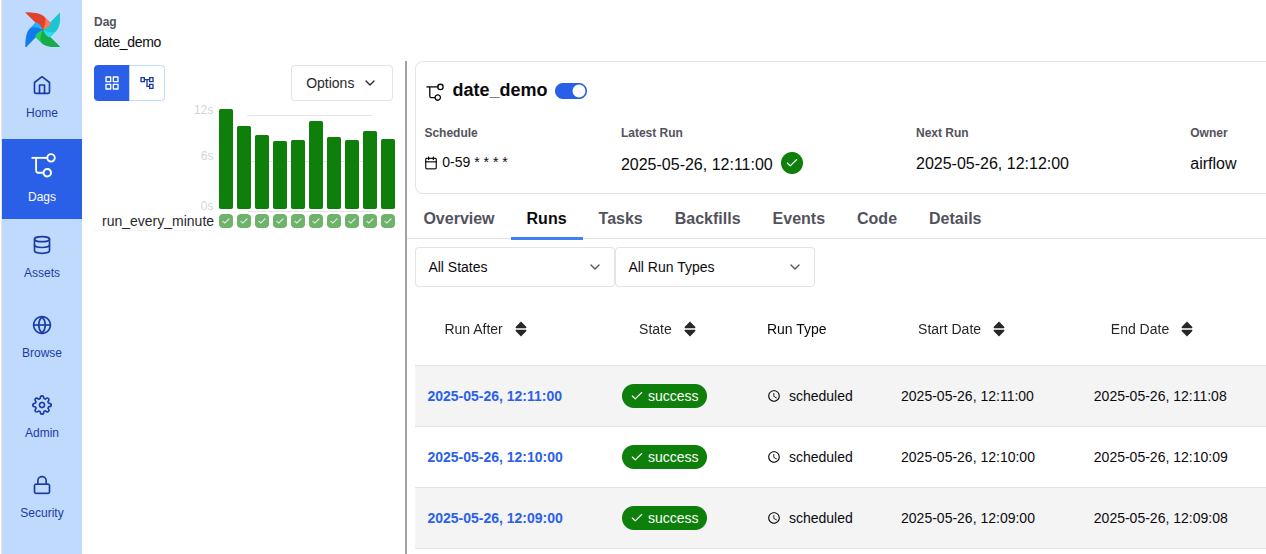 Dag
date_demo
Home
Dags
Assets
Browse
Admin
Security
Options
12s
6s
0s
run_every_minute
date_demo
Schedule Latest Run Next Run Owner
0-59 * * * * 2025-05-26, 12:11:00 2025-05-26, 12:12:00 airflow
Overview Runs Tasks Backfills Events Code Details
All States All Run Types
Run After State Run Type Start Date End Date
2025-05-26, 12:11:00 success scheduled 2025-05-26, 12:11:00 2025-05-26, 12:11:08
2025-05-26, 12:10:00 success scheduled 2025-05-26, 12:10:00 2025-05-26, 12:10:09
2025-05-26, 12:09:00 success scheduled 2025-05-26, 12:09:00 2025-05-26, 12:09:08